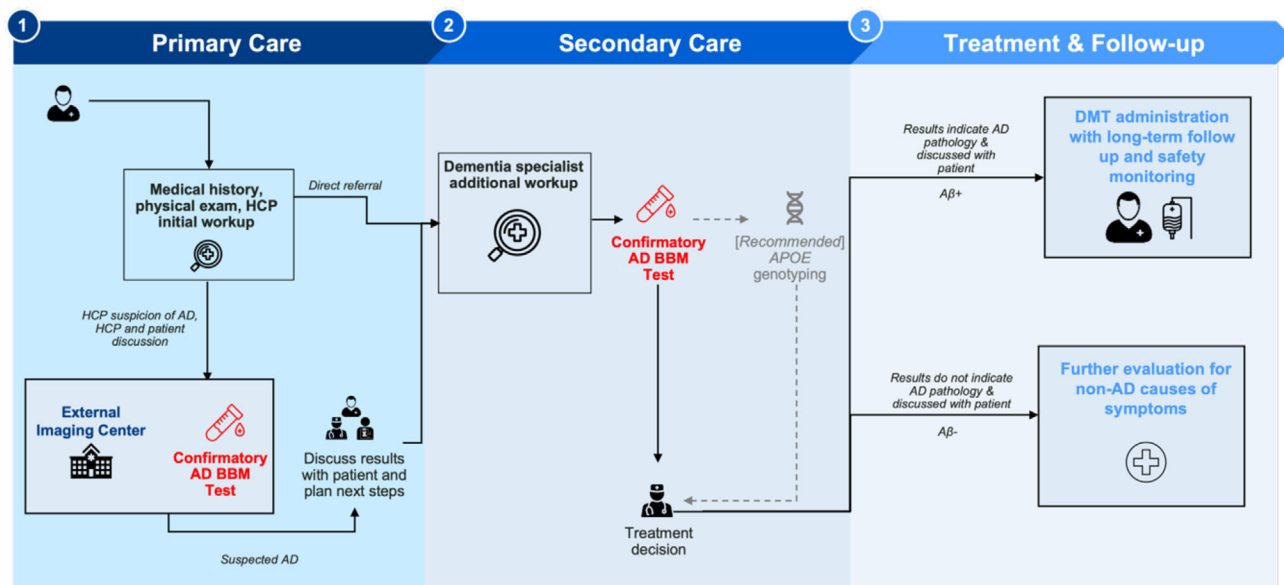 1
Primary Care
2
Secondary Care
3
Treatment & Follow-up
Medical history,
physical exam, HCP
initial workup
Direct referral
HCP suspicion of AD,
HCP and patient
discussion
External
Imaging Center
Confirmatory
AD BBM
Test
Suspected AD
Discuss results
with patient and
plan next steps
Dementia specialist
additional workup
Confirmatory
AD BBM
Test
[Recommended]
APOE
genotyping
Treatment
decision
Results indicate AD
pathology &
discussed with
patient
Aβ+
DMT administration
with long-term follow
up and safety
monitoring
Results do not indicate
AD pathology &
discussed with patient
Aβ-
Further evaluation for
non-AD causes of
symptoms